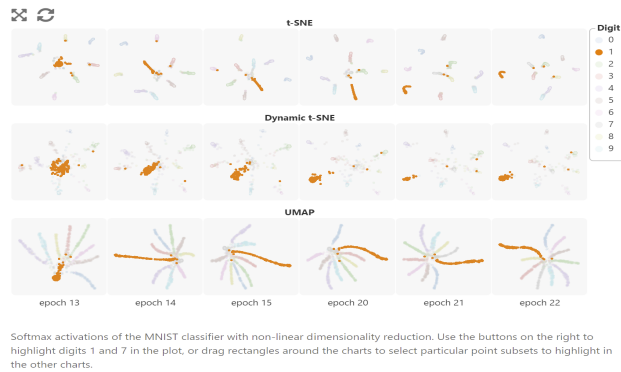 t-SNE
Digit
0
1
2
3
4
5
6
7
8
9
Dynamic t-SNE
UMAP
epoch 13
epoch 14
epoch 15
epoch 20
epoch 21
epoch 22
Softmax activations of the MNIST classifier with non-linear dimensionality reduction. Use the buttons on the right to
highlight digits 1 and 7 in the plot, or drag rectangles around the charts to select particular point subsets to highlight in
the other charts.